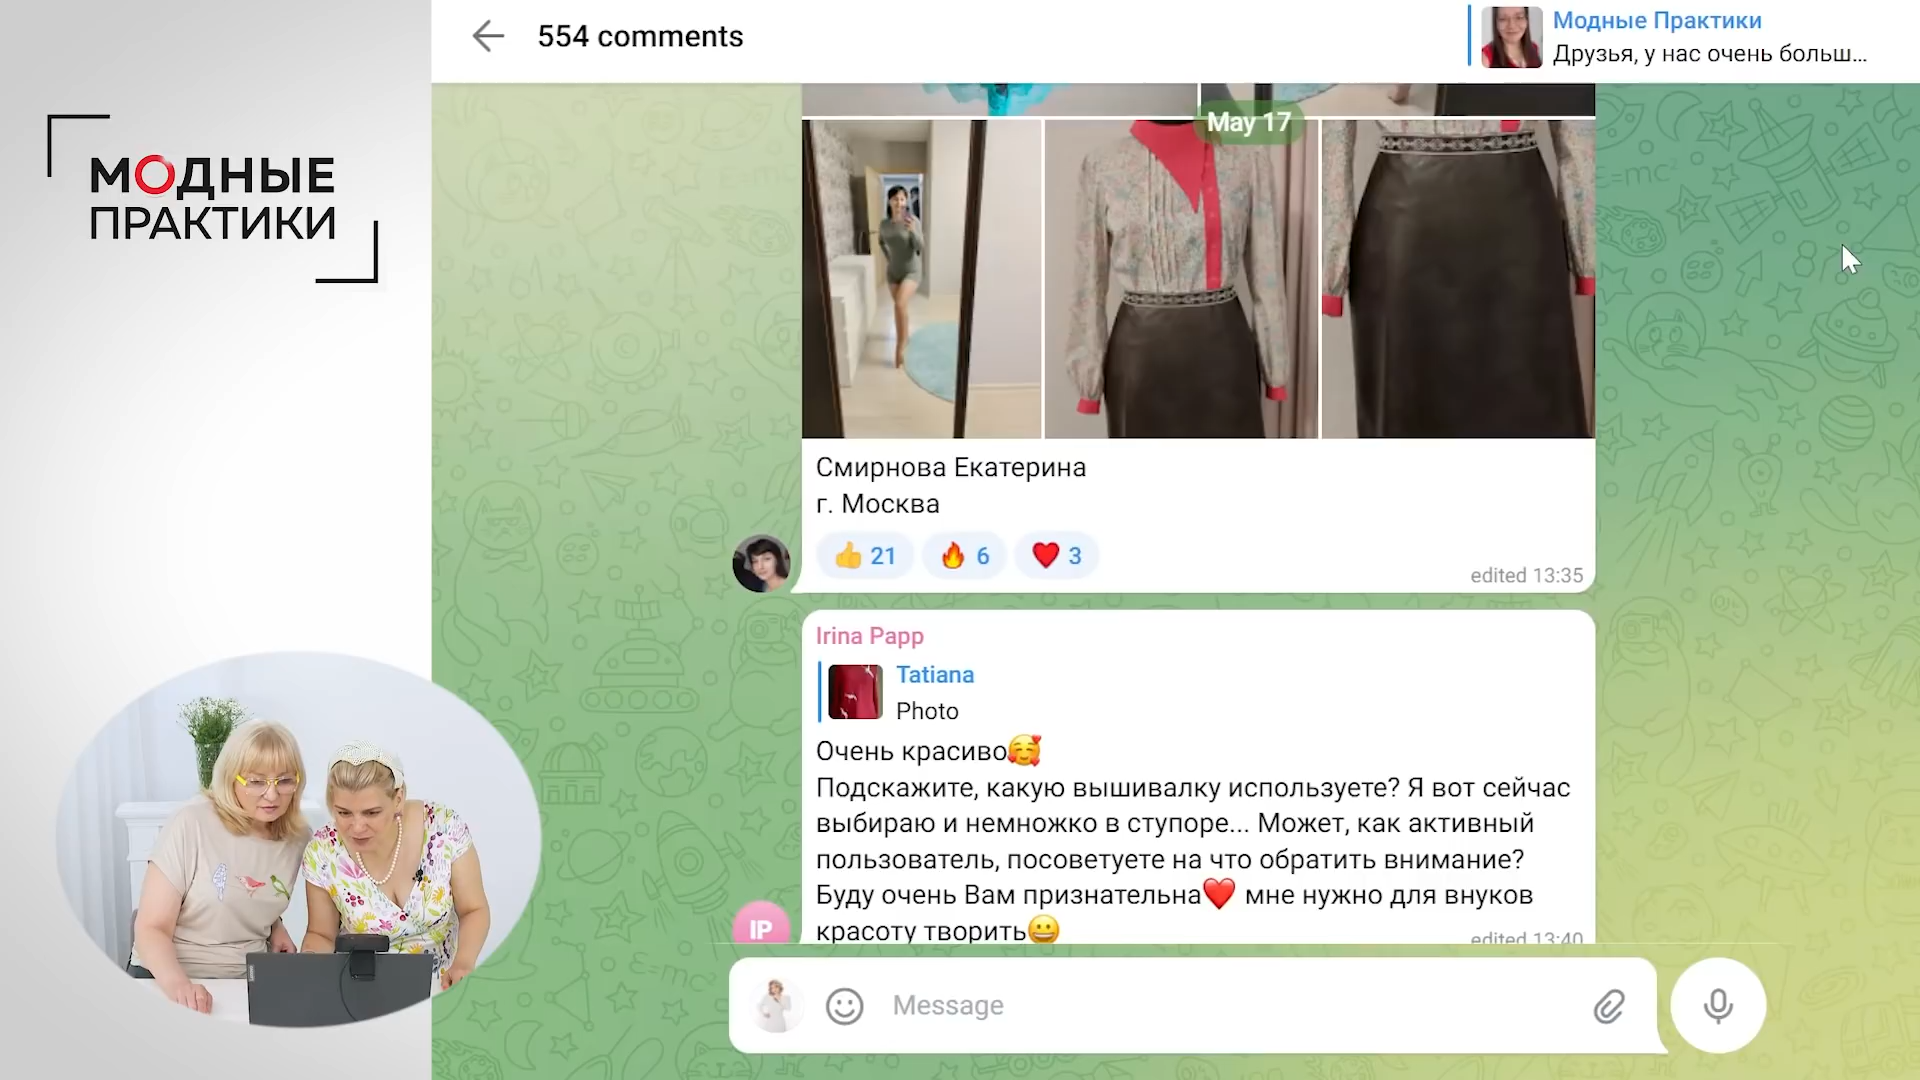 МОДНЫЕ
ПРАКТИКИ
554 comments
Модные Практики
Друзья, у нас очень больш...
May 17
Смирнова Екатерина
г. Москва
👍 21 🔥 6 ❤ 3
edited 13:35
Irina Papp
Tatiana
Photo
Очень красиво🥰
Подскажите, какую вышивалку используете? Я вот сейчас
выбираю и немножко в ступоре... Может, как активный
пользователь, посоветуете на что обратить внимание?
Буду очень Вам признательна❤ мне нужно для внуков
красоту творить😀
edited 13:40
IP
Message